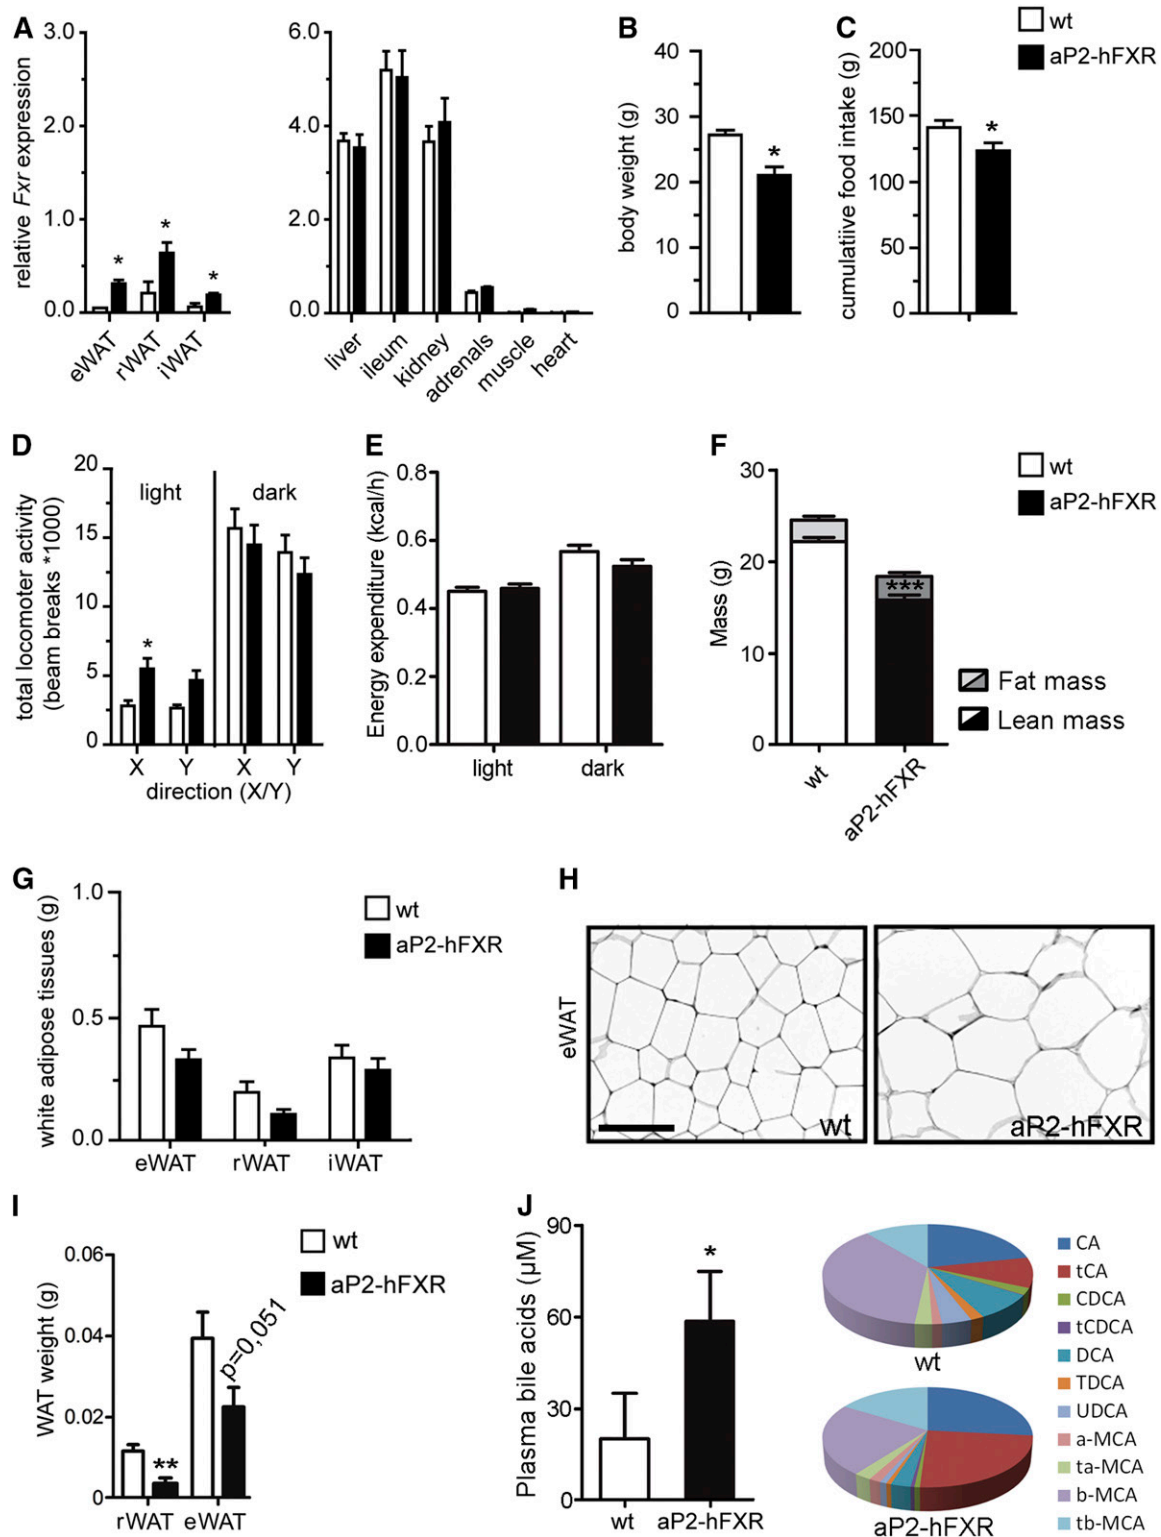 A
relative Fxr expression
3.0
2.0
1.0
0.0
* * *
eWAT rWAT iWAT
6.0
4.0
2.0
0.0
liver ileum kidney adrenals muscle heart
B
body weight (g)
40
30
20
10
0
*
C
cumulatiive food intake (g)
200
150
100
50
0
*
wt
aP2-hFXR
D
total locomoter activity
(beam breaks *1000)
20
15
10
5
0
light dark
*
X Y X Y
direction (X/Y)
E
Energy expenditure (kcal/h)
0.8
0.6
0.4
0.2
0.0
light dark
F
Mass (g)
30
20
10
0
***
wt aP2-hFXR
wt
aP2-hFXR
Fat mass
Lean mass
G
white adipose tissues (g)
1.0
0.5
0.0
eWAT rWAT iWAT
wt
aP2-hFXR
H
eWAT
wt
aP2-hFXR
I
WAT weight (g)
0.06
0.04
0.02
0
**
p=0,051
rWAT eWAT
wt
aP2-hFXR
J
Plasma bile acids (µM)
90
60
30
0
*
wt aP2-hFXR
wt
aP2-hFXR
CA
tCA
CDCA
tCDCA
DCA
TDCA
UDCA
a-MCA
ta-MCA
b-MCA
tb-MCA